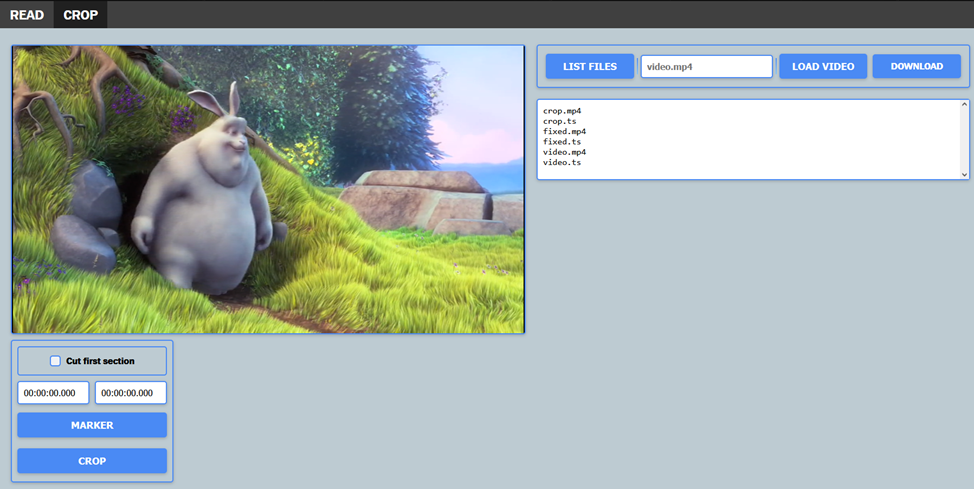 READ CROP
LIST FILES video.mp4 LOAD VIDEO DOWNLOAD
crop.mp4
crop.ts
fixed.mp4
fixed.ts
video.mp4
video.ts
Cut first section
00:00:00.000 00:00:00.000
MARKER
CROP